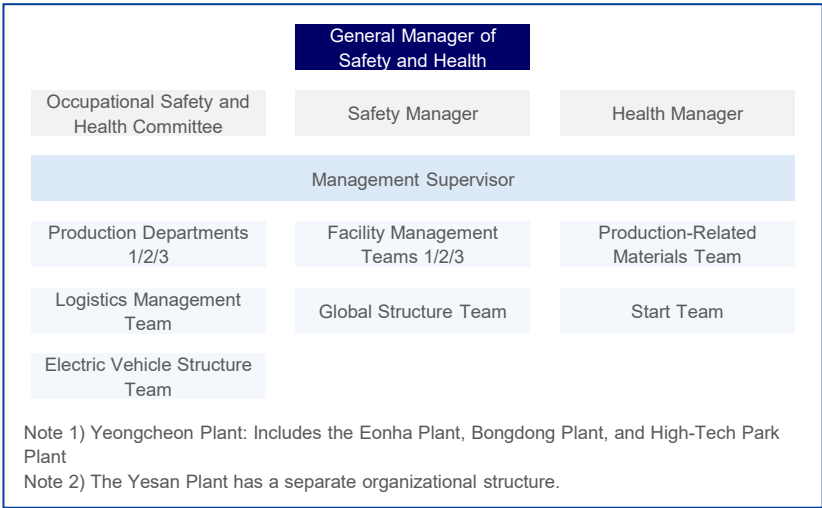 General Manager of
Safety and Health
Occupational Safety and
Health Committee
Safety Manager
Health Manager
Management Supervisor
Production Departments
1/2/3
Facility Management
Teams 1/2/3
Production-Related
Materials Team
Logistics Management
Team
Global Structure Team
Start Team
Electric Vehicle Structure
Team
Note 1) Yeongcheon Plant: Includes the Eonha Plant, Bongdong Plant, and High-Tech Park
Plant
Note 2) The Yesan Plant has a separate organizational structure.